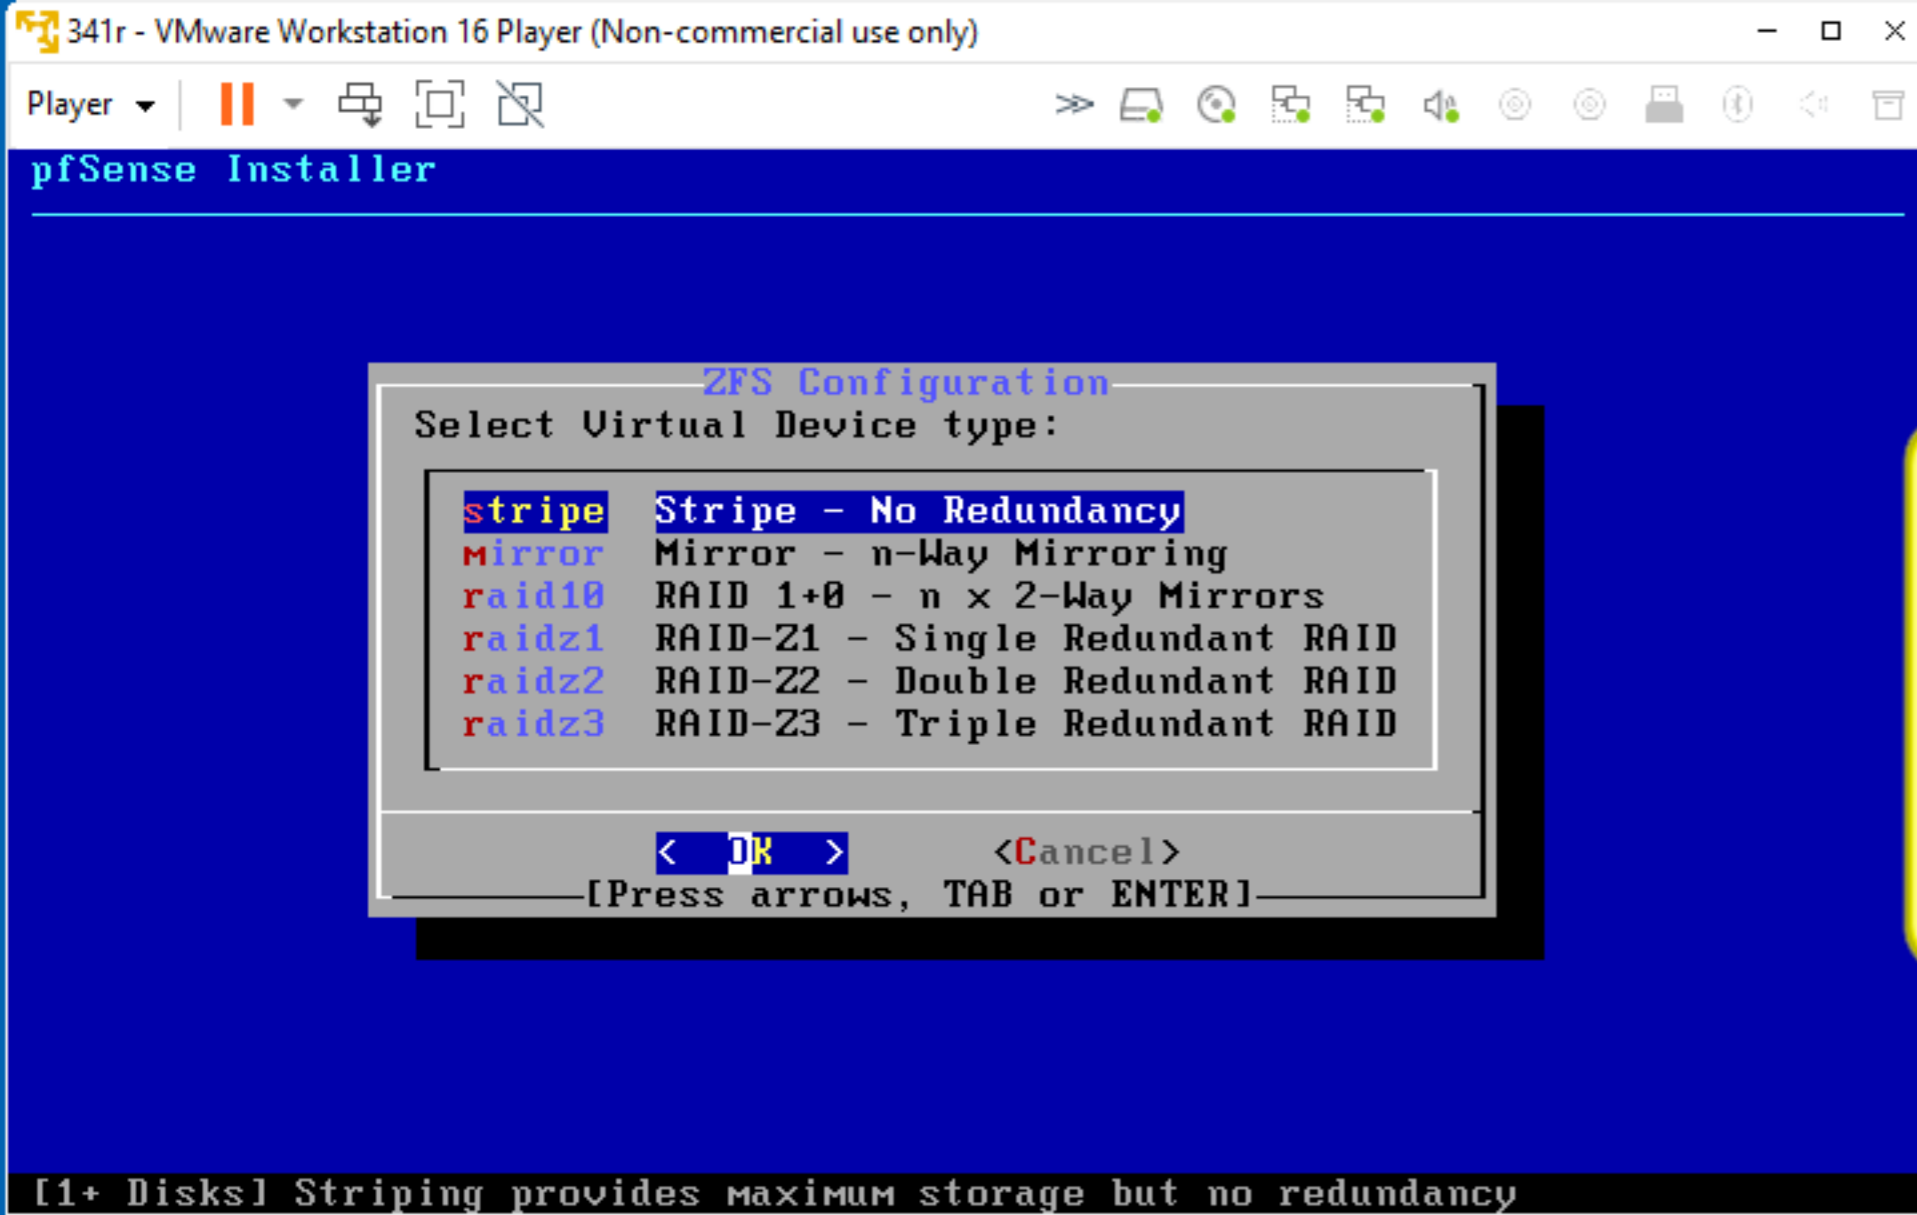 341r - VMware Workstation 16 Player (Non-commercial use only)
Player
pfSense Installer
ZFS Configuration
Select Virtual Device type:
stripe Stripe - No Redundancy
mirror Mirror - n-Way Mirroring
raid10 RAID 1+0 - n x 2-Way Mirrors
raidz1 RAID-Z1 - Single Redundant RAID
raidz2 RAID-Z2 - Double Redundant RAID
raidz3 RAID-Z3 - Triple Redundant RAID
< OK > <Cancel>
[Press arrows, TAB or ENTER]
[1+ Disks] Striping provides maximum storage but no redundancy